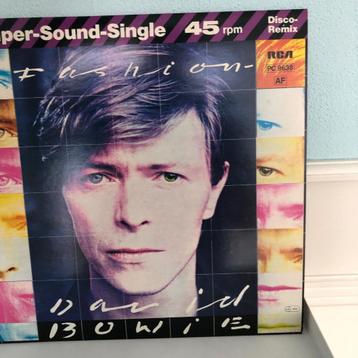 per-Sound-Single 45 rpm
Disco-
Remix
Fashion-
RCA
PC 9638
AF
David
BOWIE